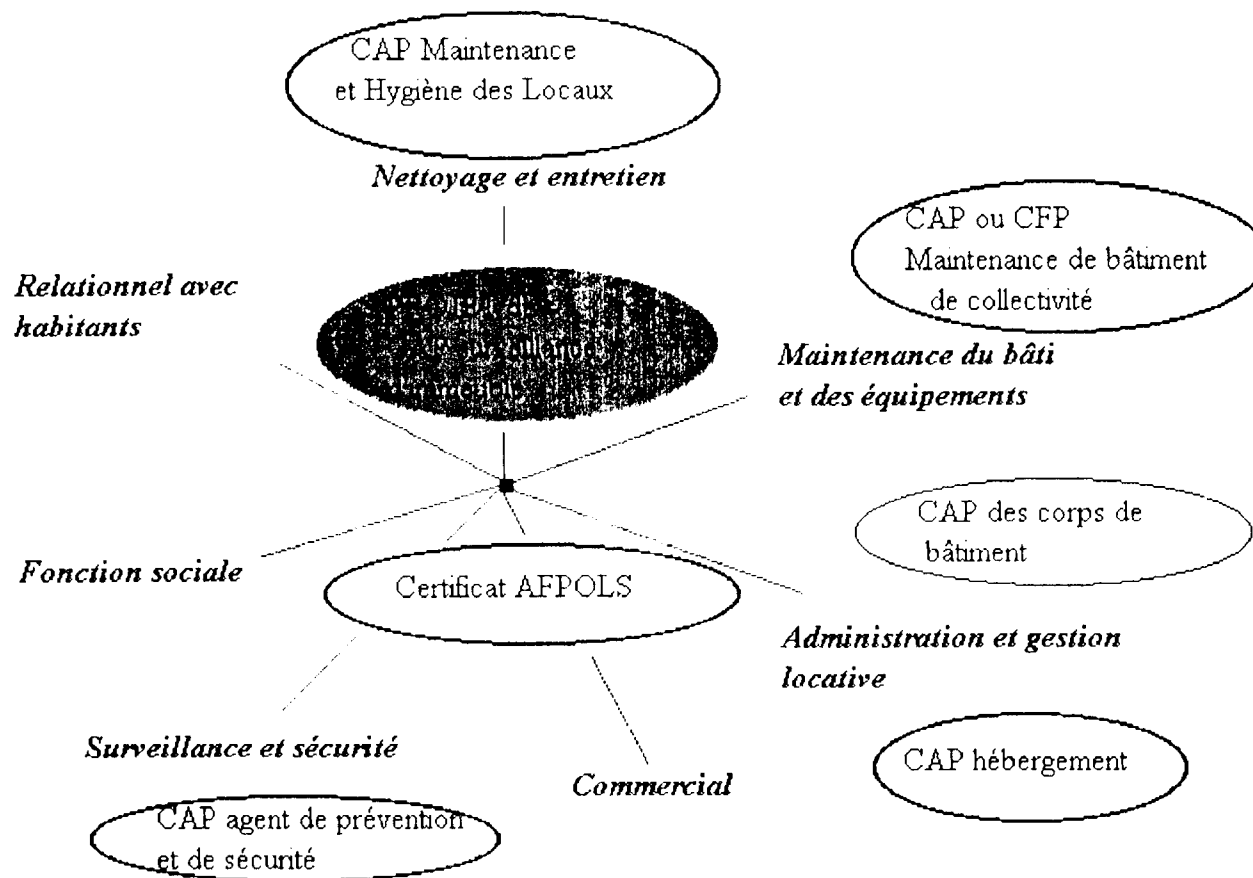 CAP Maintenance
et Hygiène des Locaux
Nettoyage et entretien
CAP ou CFP
Maintenance de bâtiment
de collectivité
Relationnel avec
habitants
Maintenance du bâti
et des équipements
CAP des corps de
bâtiment
Fonction sociale
Certificat AFPOLS
Administration et gestion
locative
Surveillance et sécurité
Commercial
CAP hébergement
CAP agent de prévention
et de sécurité